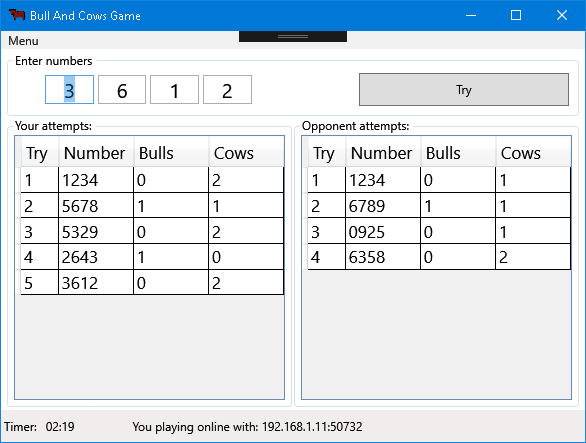 Bull And Cows Game
Menu
Enter numbers
3 6 1 2
Try
Your attempts:
Try Number Bulls Cows
1 1234 0 2
2 5678 1 1
3 5329 0 2
4 2643 1 0
5 3612 0 2
Opponent attempts:
Try Number Bulls Cows
1 1234 0 1
2 6789 1 1
3 0925 0 1
4 6358 0 2
Timer: 02:19 You playing online with: 192.168.1.11:50732